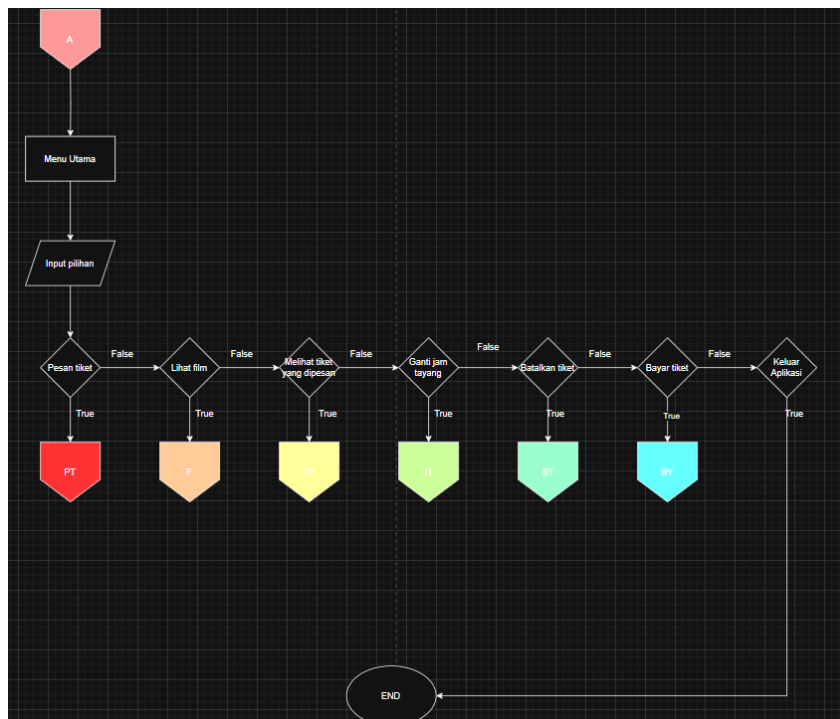 A
Menu Utama
Input pilihan
Pesan tiket
False
Lihat film
False
Melihat tiket
yang dipesan
False
Ganti jam
tayang
False
Batalkan tiket
False
Bayar tiket
False
Keluar
Aplikasi
True
True
True
True
True
True
True
PT
F
JT
BT
BY
END